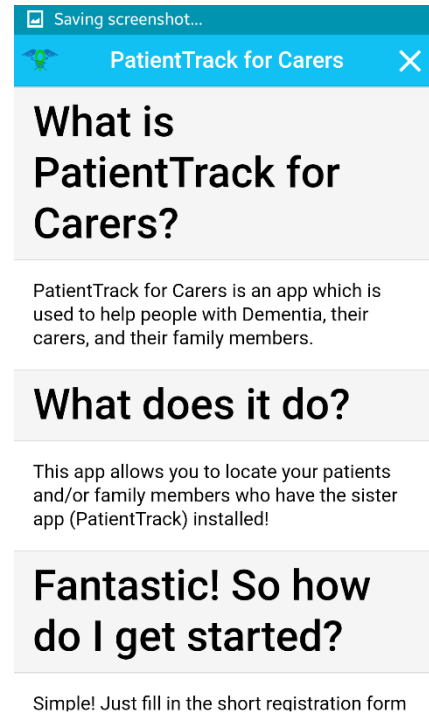 Saving screenshot...
PatientTrack for Carers
What is
PatientTrack for
Carers?
PatientTrack for Carers is an app which is
used to help people with Dementia, their
carers, and their family members.
What does it do?
This app allows you to locate your patients
and/or family members who have the sister
app (PatientTrack) installed!
Fantastic! So how
do I get started?
Simple! Just fill in the short registration form